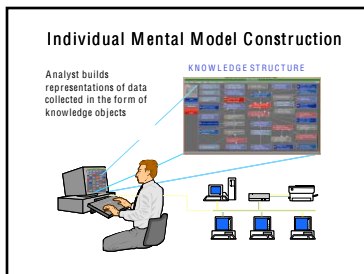 Individual Mental Model Construction
Analyst builds
representations of data
collected in the form of
knowledge objects
KNOWLEDGE STRUCTURE